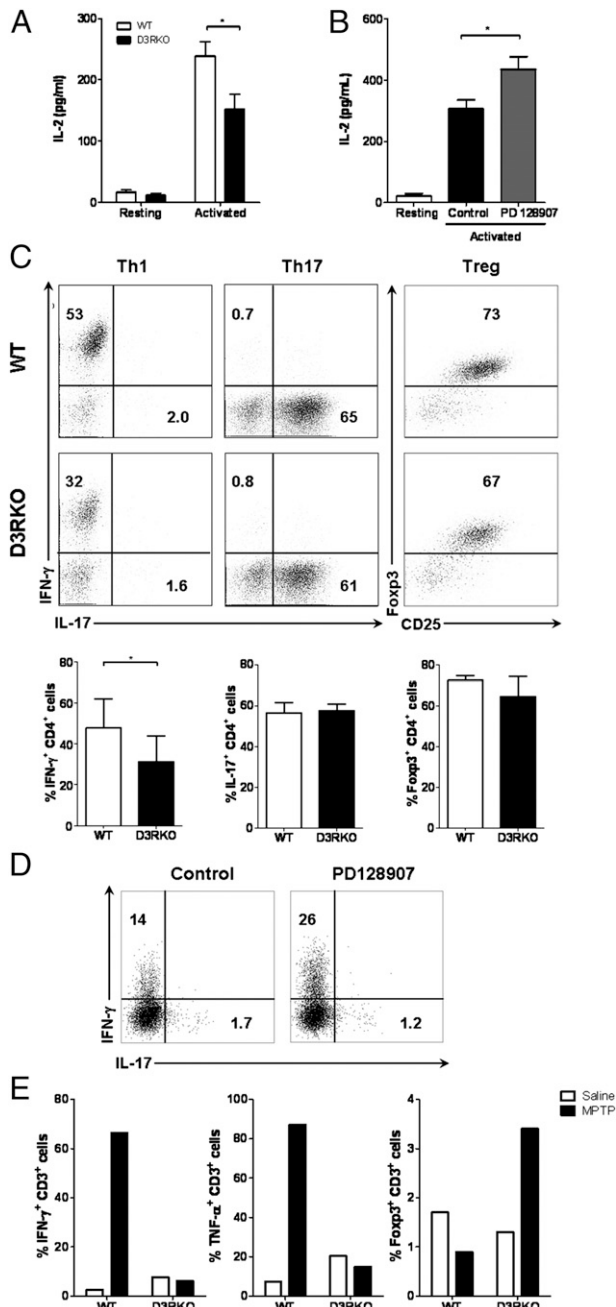 A
WT
D3RKO
*
IL-2 (pg/ml)
300
200
100
0
Resting
Activated
B
*
IL-2 (pg/mL)
600
400
200
0
Resting
Control
PD128907
Activated
C
Th1
Th17
Treg
WT
53
2.0
0.7
65
73
D3RKO
32
1.6
0.8
61
67
IFN-γ
Foxp3
IL-17
CD25
% IFN-γ+ CD4+ cells
80
60
40
20
0
*
WT
D3RKO
% IL-17+ CD4+ cells
80
60
40
20
0
WT
D3RKO
% Foxp3+ CD4+ cells
80
60
40
20
0
WT
D3RKO
D
Control
PD128907
14
1.7
26
1.2
IFN-γ
IL-17
E
Saline
MPTP
% IFN-γ+ CD3+ cells
80
60
40
20
0
WT
D3RKO
% TNF-α+ CD3+ cells
100
80
60
40
20
0
WT
D3RKO
% Foxp3+ CD3+ cells
4
3
2
1
0
WT
D3RKO